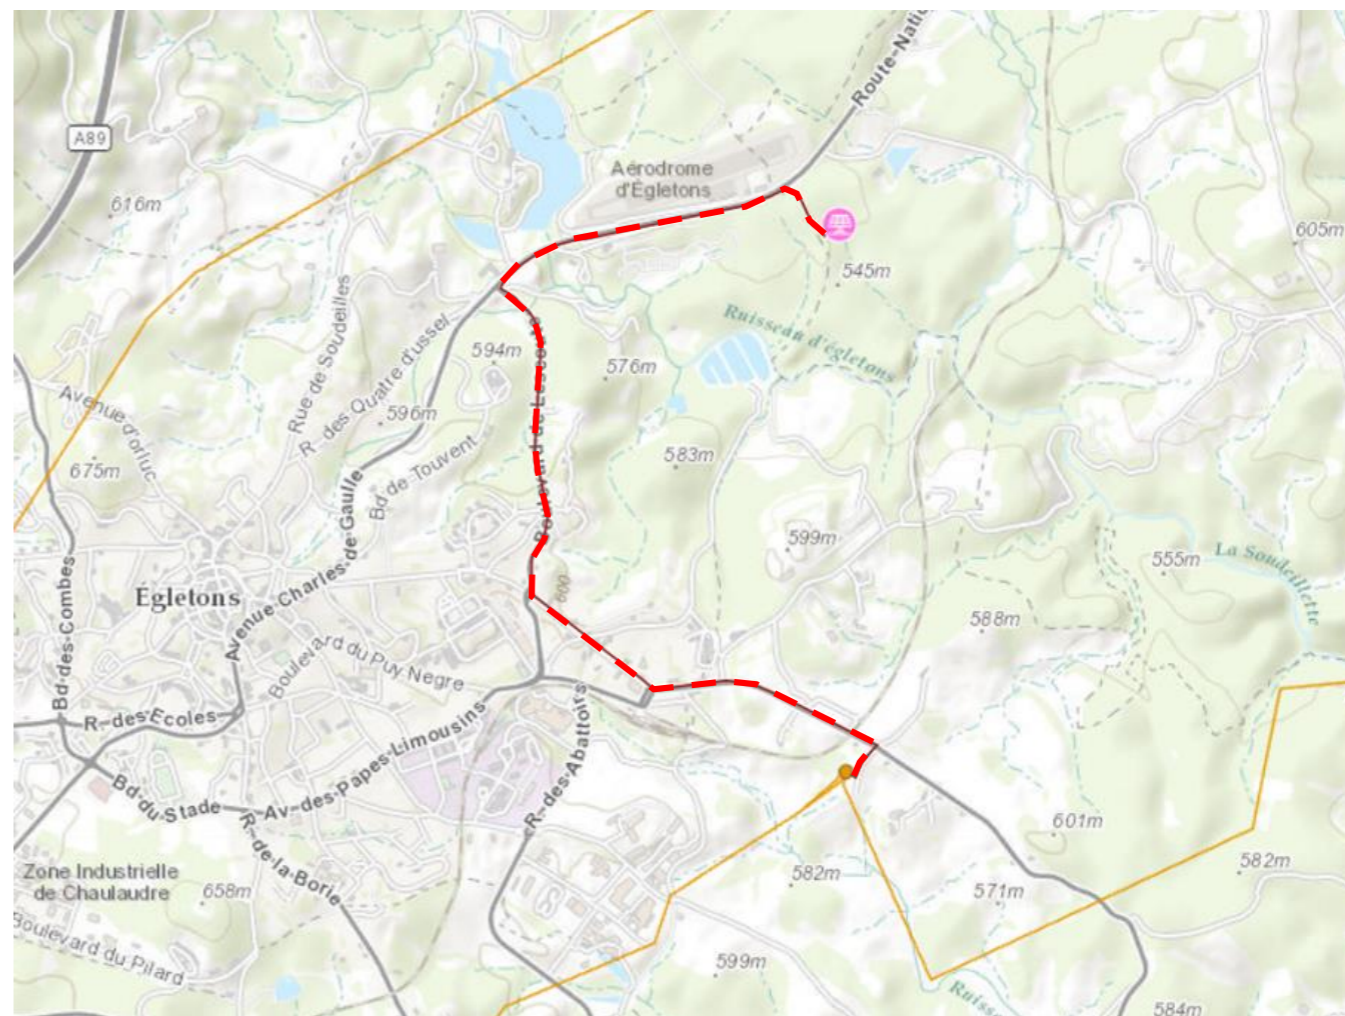 Route-Nati
A89
Aérodrome
d'Égletons
616m
605m
545m
Rue de Soudeilles
Ruisseau d'égletons
R. des Quatre d'ussel
594m
576m
596m
Avenue d'orluc
675m
Bd de Touvent
583m
Avenue Charles de Gaulle
599m
555m
La Soudeillette
Égletons
600
588m
Bd-des-Combes
Boulevard du Puy Negre
R-des-Ecoles
Av-des-Papes-Limousins
R.-des-Abattoirs
Bd-du-Stade
R-de-la-Borie
601m
582m
Zone Industrielle
de Chaulaudre
658m
582m
571m
Boulevard du Pilard
599m
Ruisse
584m